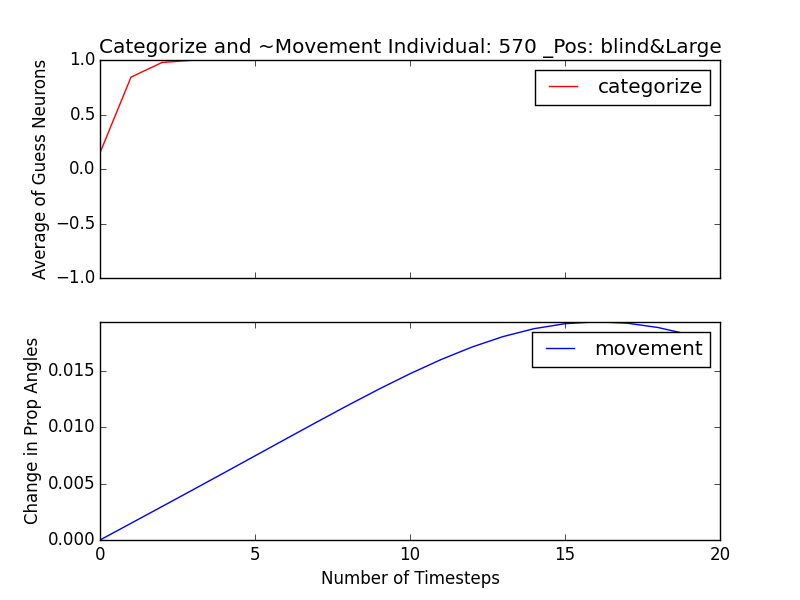 Categorize and ~Movement Individual: 570 _Pos: blind&Large
Average of Guess Neurons
1.0
0.5
0.0
−0.5
−1.0
categorize
Change in Prop Angles
0.015
0.010
0.005
0.000
movement
0 5 10 15 20
Number of Timesteps